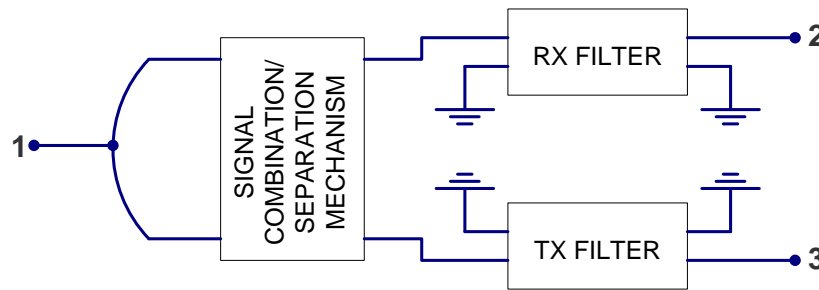 1
SIGNAL
COMBINATION/
SEPARATION
MECHANISM
RX FILTER
2
TX FILTER
3